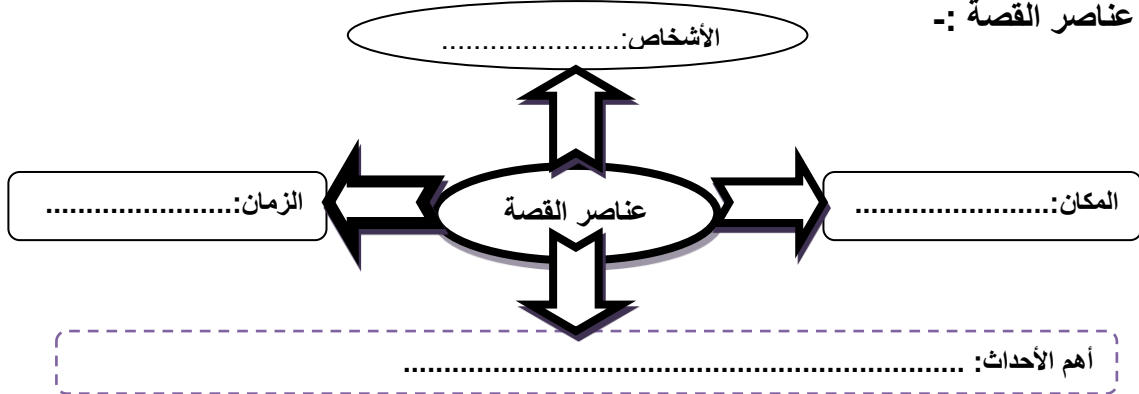 عناصر القصة :-
الأشخاص:......................
المكان:........................
عناصر القصة
الزمان:.......................
أهم الأحداث: .....................................................................